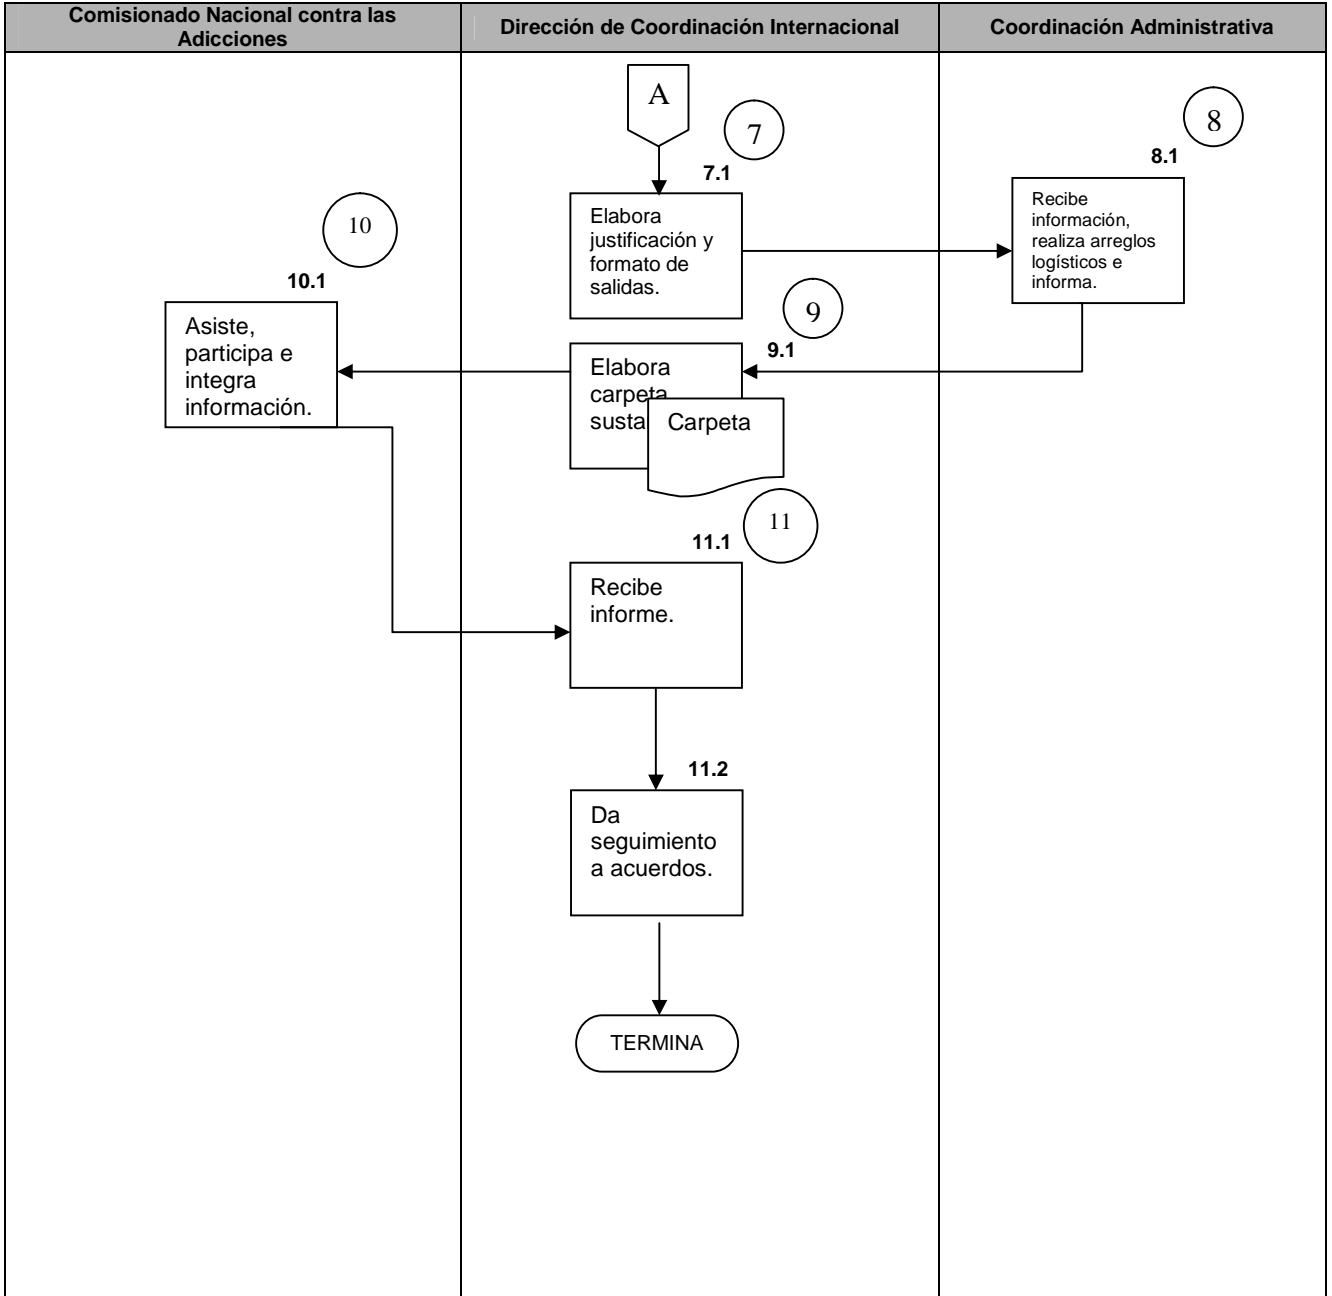 Comisionado Nacional contra las
Adicciones
Dirección de Coordinación Internacional
Coordinación Administrativa
A
7
7.1
Elabora
justificación y
formato de
salidas.
8
8.1
Recibe
información,
realiza arreglos
logísticos e
informa.
9
9.1
Elabora
carpeta
Carpeta
10
10.1
Asiste,
participa e
integra
información.
11
11.1
Recibe
informe.
11.2
Da
seguimiento
a acuerdos.
TERMINA